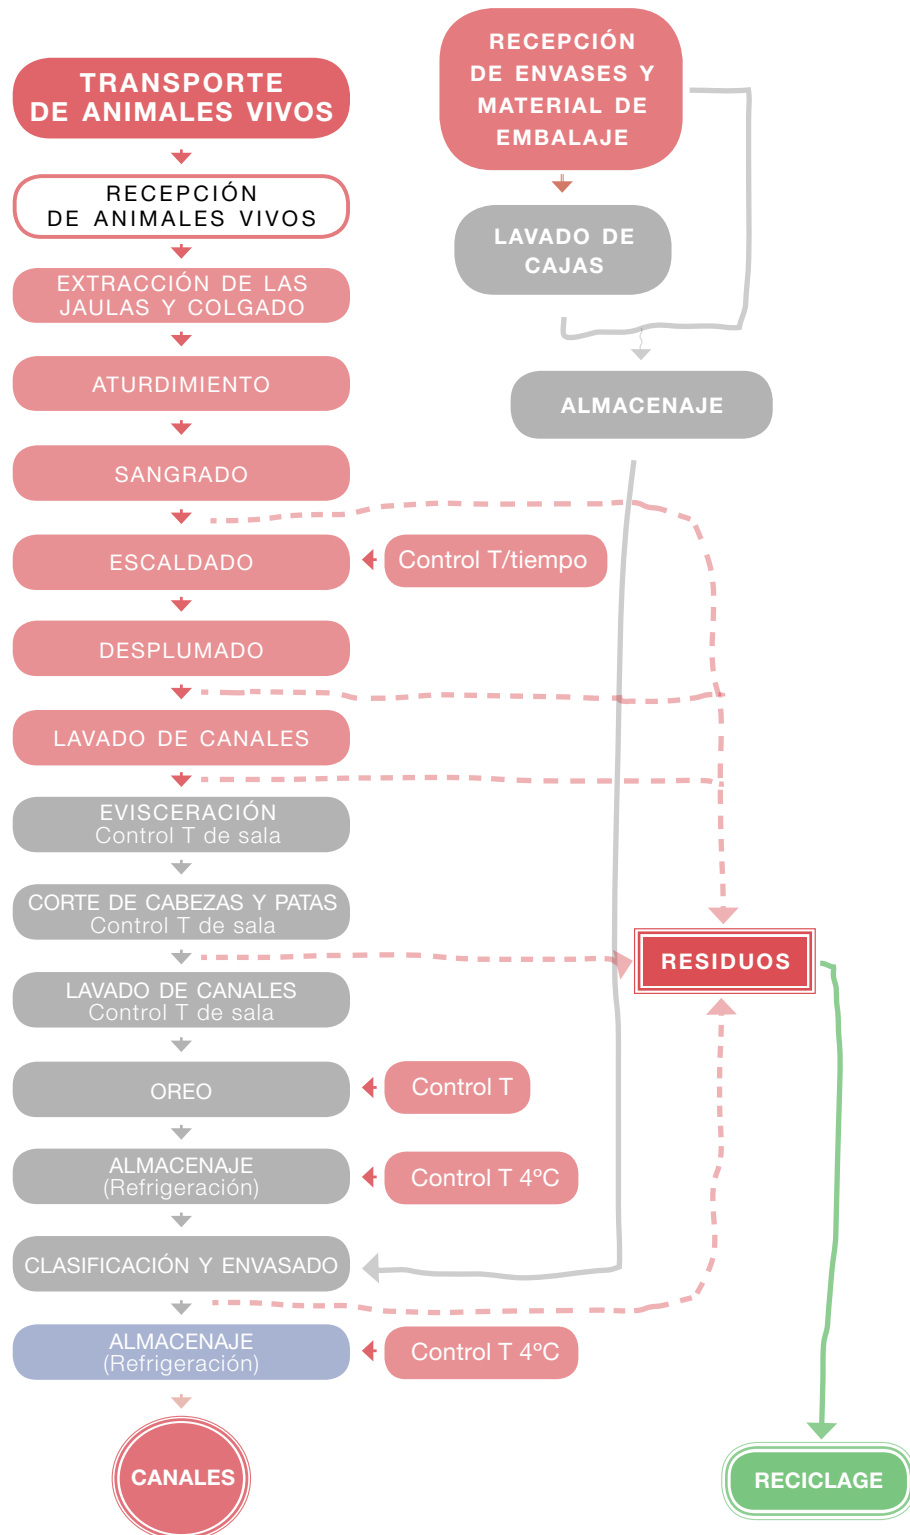 TRANSPORTE
DE ANIMALES VIVOS
RECEPCIÓN
DE ANIMALES VIVOS
EXTRACCIÓN DE LAS
JAULAS Y COLGADO
ATURDIMIENTO
SANGRADO
ESCALDADO
Control T/tiempo
DESPLUMADO
LAVADO DE CANALES
EVISCERACIÓN
Control T de sala
CORTE DE CABEZAS Y PATAS
Control T de sala
LAVADO DE CANALES
Control T de sala
OREO
Control T
ALMACENAJE
(Refrigeración)
Control T 4ºC
CLASIFICACIÓN Y ENVASADO
ALMACENAJE
(Refrigeración)
Control T 4ºC
CANALES
RECEPCIÓN
DE ENVASES Y
MATERIAL DE
EMBALAJE
LAVADO DE
CAJAS
ALMACENAJE
RESIDUOS
RECICLAGE